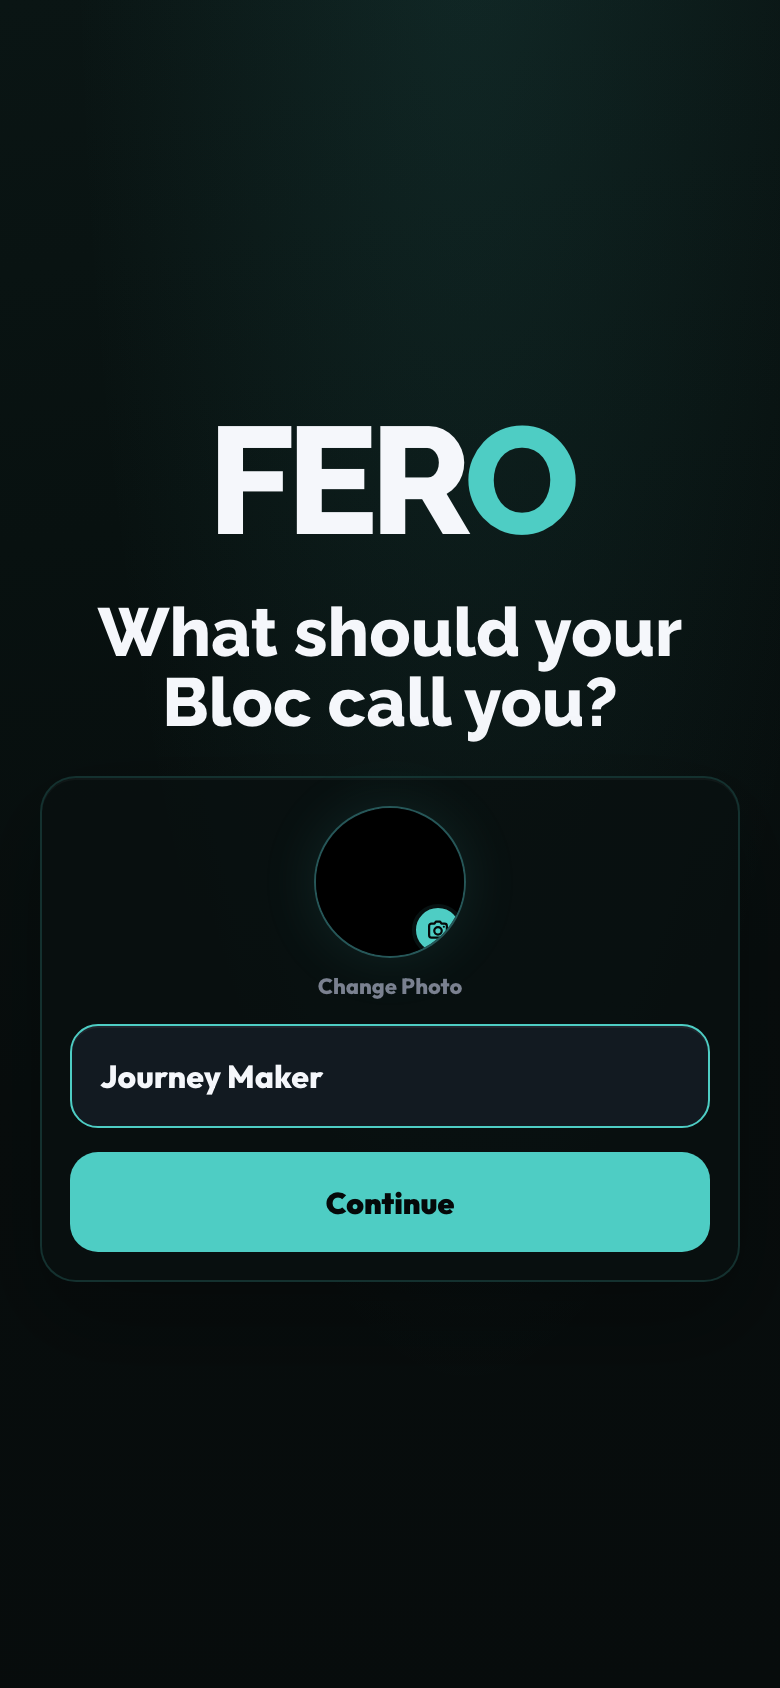 FERO
What should your
Bloc call you?
Change Photo
Journey Maker
Continue